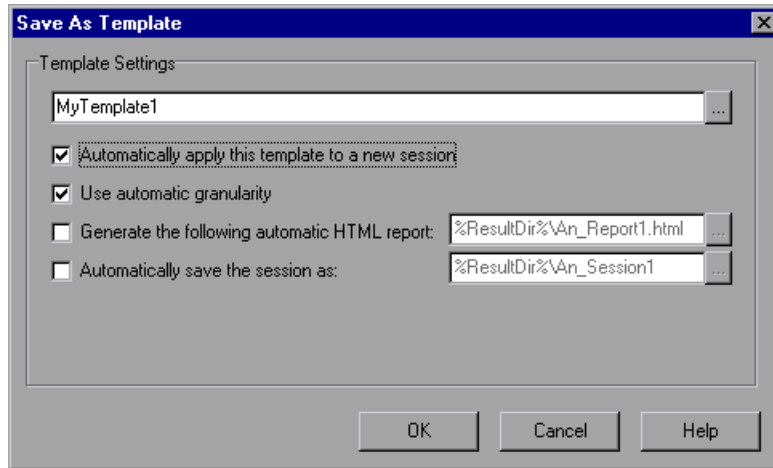 Save As Template
Template Settings
MyTemplate1
...
Automatically apply this template to a new session
Use automatic granularity
Generate the following automatic HTML report: %ResultDir%\An_Report1.html ...
Automatically save the session as: %ResultDir%\An_Session1 ...
OK Cancel Help